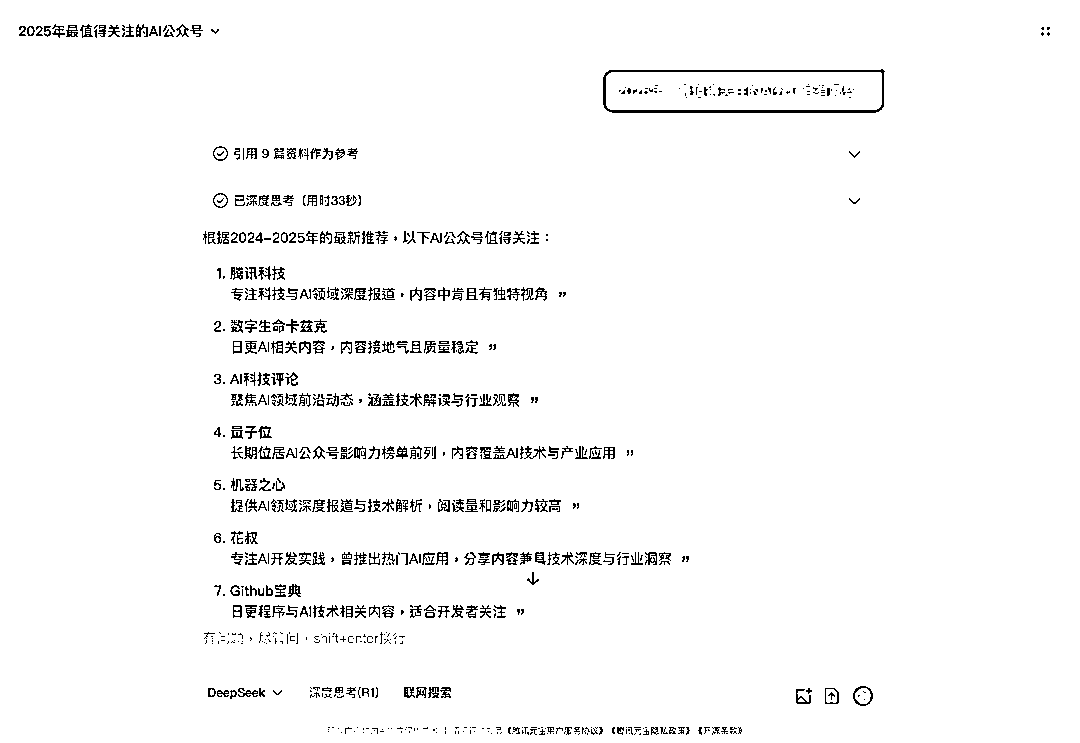 2025年最值得关注的AI公众号
引用 9 篇资料作为参考
已深度思考（用时33秒）
根据2024-2025年的最新推荐，以下AI公众号值得关注：
1. 腾讯科技
专注科技与AI领域深度报道，内容中肯且有独特视角 ”
2. 数字生命卡兹克
日更AI相关内容，内容接地气且质量稳定 ”
3. AI科技评论
聚焦AI领域前沿动态，涵盖技术解读与行业观察 ”
4. 量子位
长期位居AI公众号影响力榜单前列，内容覆盖AI技术与产业应用 ”
5. 机器之心
提供AI领域深度报道与技术解析，阅读量和影响力较高 ”
6. 花叔
专注AI开发实践，曾推出热门AI应用，分享内容兼具技术深度与行业洞察 ”
7. Github宝典
日更程序与AI技术相关内容，适合开发者关注 ”
有问题，尽管问，shift+enter换行
DeepSeek 深度思考(R1) 联网搜索
《腾讯元宝用户服务协议》《腾讯元宝隐私政策》《开源条款》